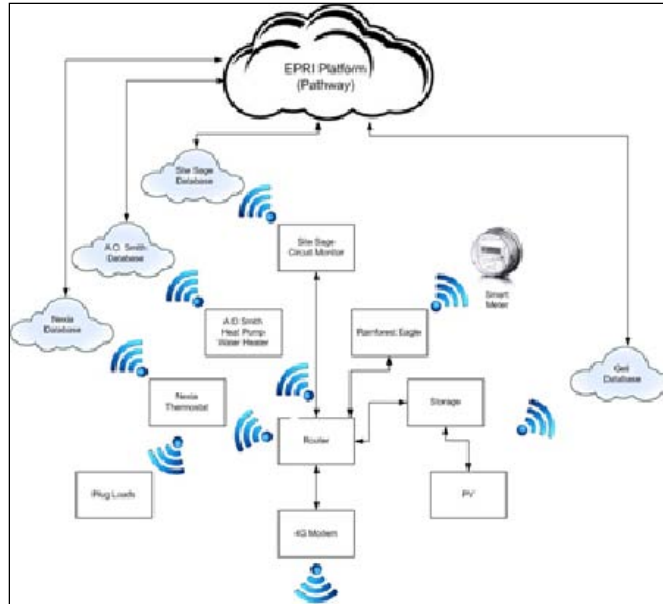 EPRI Platform
(Pathway)
Site Sage
Database
A.O. Smith
Database
Nexia
Database
Site Sage
Circuit Monitor
A.O.Smith
Heat Pump
Water Heater
Rainforest Eagle
Smart
Meter
Nexia
Thermostat
Storage
Database
Router
Plug Loads
PV
4G Modem